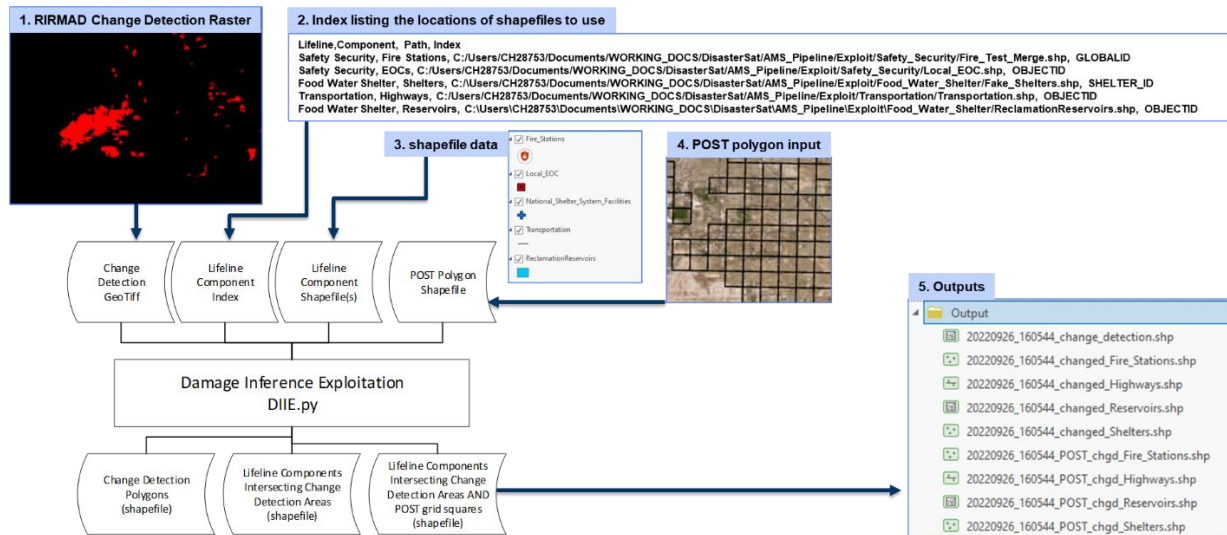 1. RIRMAD Change Detection Raster
2. Index listing the locations of shapefiles to use
Lifeline,Component, Path, Index
Safety Security, Fire Stations, C:/Users/CH28753/Documents/WORKING_DOCS/DisasterSat/AMS_Pipeline/Exploit/Safety_Security/Fire_Test_Merge.shp, GLOBALID
Safety Security, EOCs, C:/Users/CH28753/Documents/WORKING_DOCS/DisasterSat/AMS_Pipeline/Exploit/Safety_Security/Local_EOC.shp, OBJECTID
Food Water Shelter, Shelters, C:/Users/CH28753/Documents/WORKING_DOCS/DisasterSat/AMS_Pipeline/Exploit/Food_Water_Shelter/Fake_Shelters.shp, SHELTER_ID
Transportation, Highways, C:/Users/CH28753/Documents/WORKING_DOCS/DisasterSat/AMS_Pipeline/Exploit/Transportation/Transportation.shp, OBJECTID
Food Water Shelter, Reservoirs, C:\Users\CH28753\Documents\WORKING_DOCS\DisasterSat\AMS_Pipeline\Exploit\Food_Water_Shelter/ReclamationReservoirs.shp, OBJECTID
3. shapefile data
Fire_Stations
Local_EOC
National_Shelter_System_Facilities
Transportation
ReclamationReservoirs
4. POST polygon input
Change
Detection
GeoTiff
Lifeline
Component
Index
Lifeline
Component
Shapefile(s)
POST Polygon
Shapefile
Damage Inference Exploitation
DIIE.py
Change Detection
Polygons
(shapefile)
Lifeline Components
Intersecting Change
Detection Areas
(shapefile)
Lifeline Components
Intersecting Change
Detection Areas AND
POST grid squares
(shapefile)
5. Outputs
Output
20220926_160544_change_detection.shp
20220926_160544_changed_Fire_Stations.shp
20220926_160544_changed_Highways.shp
20220926_160544_changed_Reservoirs.shp
20220926_160544_changed_Shelters.shp
20220926_160544_POST_chgd_Fire_Stations.shp
20220926_160544_POST_chgd_Highways.shp
20220926_160544_POST_chgd_Reservoirs.shp
20220926_160544_POST_chgd_Shelters.shp